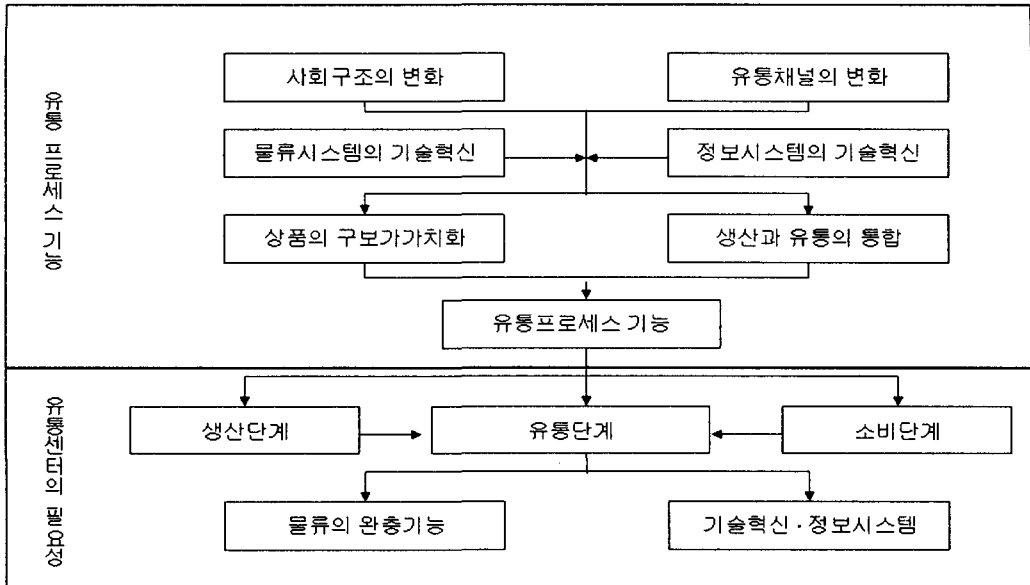 유통 프로세스 기능
사회구조의 변화
유통채널의 변화
물류시스템의 기술혁신
정보시스템의 기술혁신
상품의 구보가가치화
생산과 유통의 통합
유통프로세스 기능
유통센터의 필요성
생산단계
유통단계
소비단계
물류의 완충기능
기술혁신·정보시스템